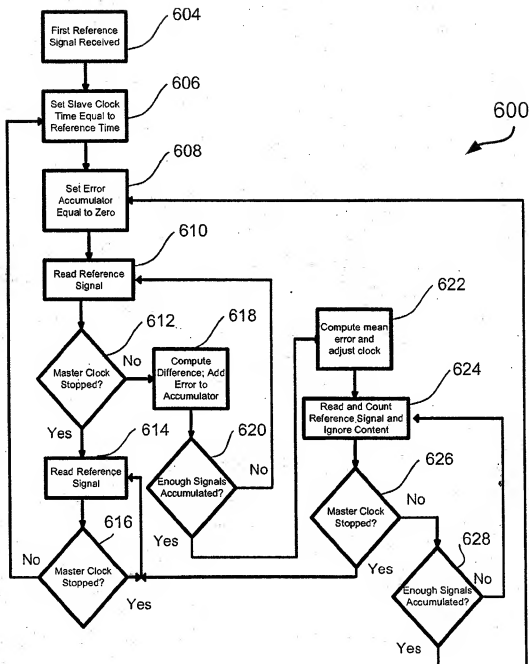 604
First Reference
Signal Received
606
Set Slave Clock
Time Equal to
Reference Time
600
608
Set Error
Accumulator
Equal to Zero
610
Read Reference
Signal
622
Compute mean
error and
adjust clock
612
Master Clock
Stopped?
No
Yes
618
Compute
Difference; Add
Error to
Accumulator
624
Read and Count
Reference Signal and
Ignore Content
614
Read Reference
Signal
620
Enough Signals
Accumulated?
No
Yes
626
Master Clock
Stopped?
No
Yes
616
Master Clock
Stopped?
No
Yes
628
Enough Signals
Accumulated?
No
Yes